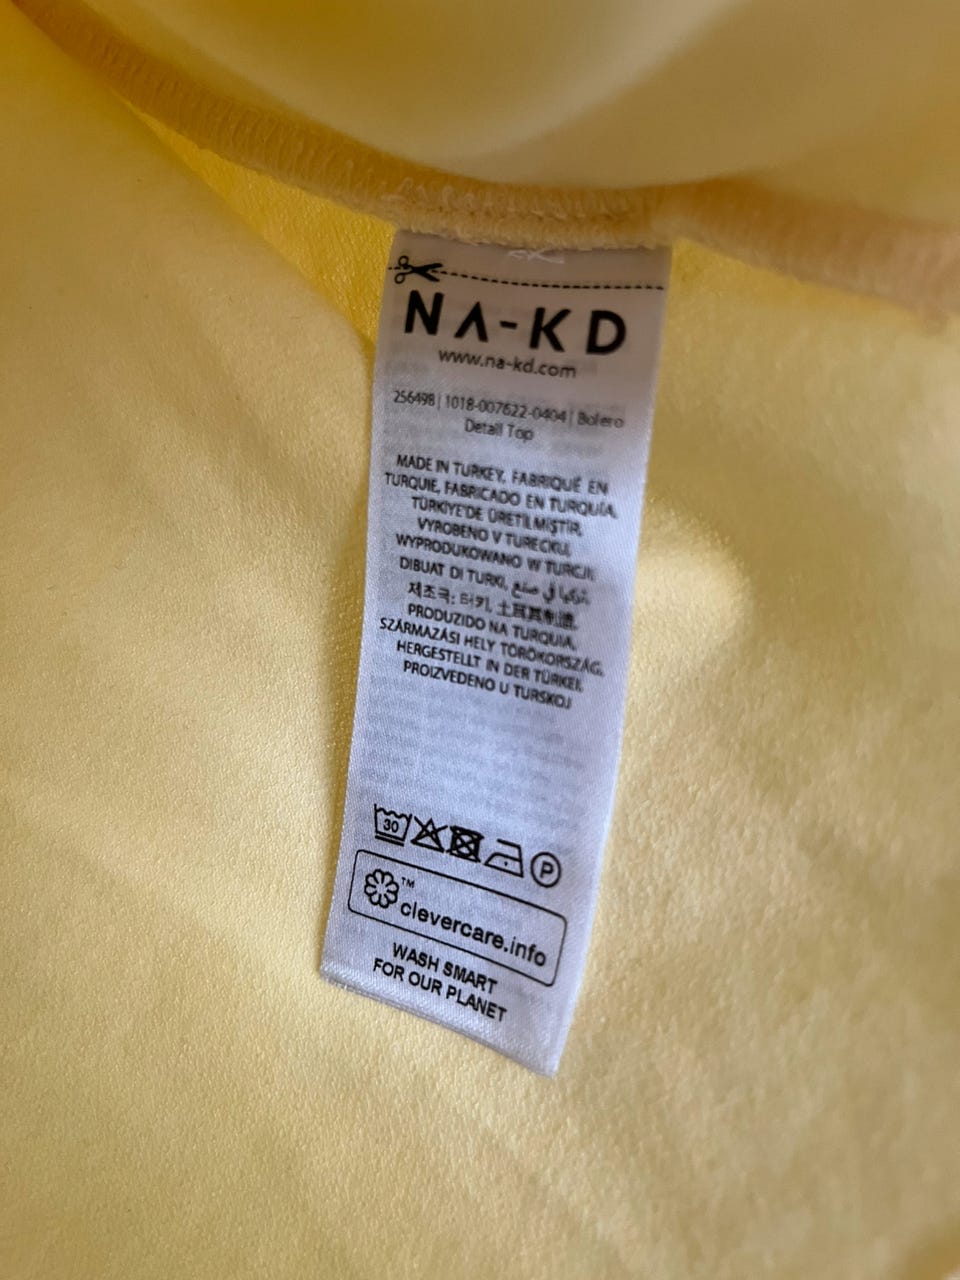 NA-KD
www.na-kd.com
256498 | 1018-007622-0404 | Bolero
Detail Top
MADE IN TURKEY, FABRIQUÉ EN
TURQUIE, FABRICADO EN TURQUÍA,
TÜRKİYE'DE ÜRETİLMİŞTİR,
VYROBENO V TURECKU,
WYPRODUKOWANO W TURCJI,
DIBUAT DI TURKI, تركيا في صنع,
제조국: 터키, 土耳其制造,
PRODUZIDO NA TURQUIA,
SZÁRMAZÁSI HELY TÖRÖKORSZÁG,
HERGESTELLT IN DER TÜRKEI,
PROIZVEDENO U TURSKOJ
30 P
™
clevercare.info
WASH SMART
FOR OUR PLANET